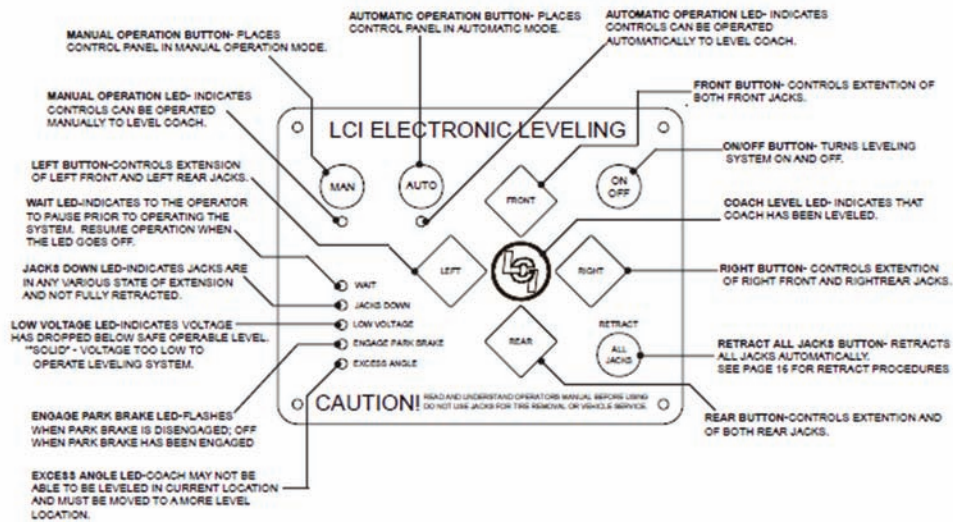 MANUAL OPERATION BUTTON- PLACES
CONTROL PANEL IN MANUAL OPERATION MODE.
AUTOMATIC OPERATION BUTTON- PLACES
CONTROL PANEL IN AUTOMATIC MODE.
AUTOMATIC OPERATION LED- INDICATES
CONTROLS CAN BE OPERATED
AUTOMATICALLY TO LEVEL COACH.
MANUAL OPERATION LED- INDICATES
CONTROLS CAN BE OPERATED
MANUALLY TO LEVEL COACH.
FRONT BUTTON- CONTROLS EXTENTION OF
BOTH FRONT JACKS.
LEFT BUTTON-CONTROLS EXTENSION
OF LEFT FRONT AND LEFT REAR JACKS.
ON/OFF BUTTON- TURNS LEVELING
SYSTEM ON AND OFF.
WAIT LED-INDICATES TO THE OPERATOR
TO PAUSE PRIOR TO OPERATING THE
SYSTEM. RESUME OPERATION WHEN
THE LED GOES OFF.
COACH LEVEL LED- INDICATES THAT
COACH HAS BEEN LEVELED.
JACKS DOWN LED-INDICATES JACKS ARE
IN ANY VARIOUS STATE OF EXTENSION
AND NOT FULLY RETRACTED.
RIGHT BUTTON- CONTROLS EXTENTION
OF RIGHT FRONT AND RIGHTREAR JACKS.
LOW VOLTAGE LED-INDICATES VOLTAGE
HAS DROPPED BELOW SAFE OPERABLE LEVEL.
"*SOLID" - VOLTAGE TOO LOW TO
OPERATE LEVELING SYSTEM.
RETRACT ALL JACKS BUTTON- RETRACTS
ALL JACKS AUTOMATICALLY.
SEE PAGE 16 FOR RETRACT PROCEDURES
ENGAGE PARK BRAKE LED-FLASHES
WHEN PARK BRAKE IS DISENGAGED; OFF
WHEN PARK BRAKE HAS BEEN ENGAGED
REAR BUTTON-CONTROLS EXTENTION AND
OF BOTH REAR JACKS.
EXCESS ANGLE LED-COACH MAY NOT BE
ABLE TO BE LEVELED IN CURRENT LOCATION
AND MUST BE MOVED TO A MORE LEVEL
LOCATION.
LCI ELECTRONIC LEVELING
MAN
AUTO
FRONT
ON
OFF
LEFT
LCI
RIGHT
WAIT
JACKS DOWN
LOW VOLTAGE
ENGAGE PARK BRAKE
EXCESS ANGLE
REAR
RETRACT
ALL
JACKS
CAUTION!
READ AND UNDERSTAND OPERATORS MANUAL BEFORE USING
DO NOT USE JACKS FOR TIRE REMOVAL OR VEHICLE SERVICE.